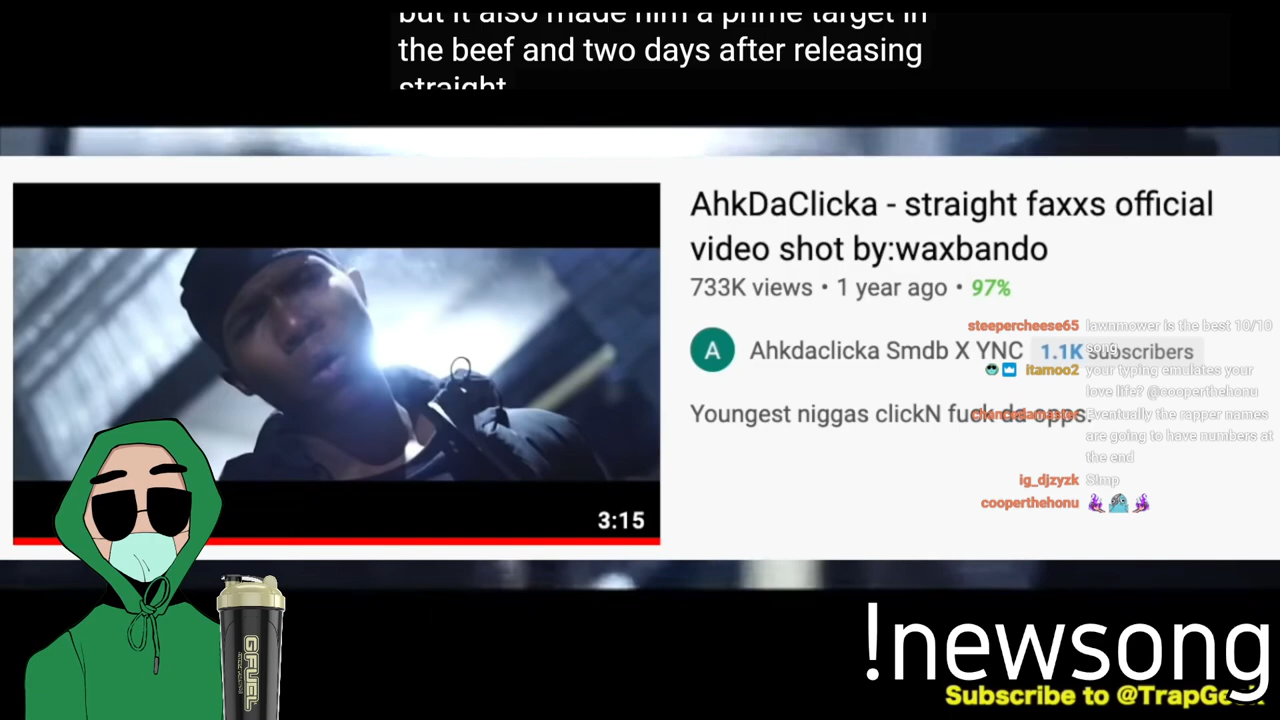 but it also made him a prime target in
the beef and two days after releasing
straight
AhkDaClicka - straight faxxs official
video shot by:waxbando
733K views • 1 year ago • 97%
A
Ahkdaclicka Smdb X YNC 1.1K subscribers
Youngest niggas clickN fuck da opps.
3:15
steepercheese65 lawnmower is the best 10/10
song
itamoo2 your typing emulates your
love life? @cooperthehonu
Eventually the rapper names
are going to have numbers at
the end
ig_djzyzk S!mp
cooperthehonu
GFUEL
!newsong
Subscribe to @TrapGeek